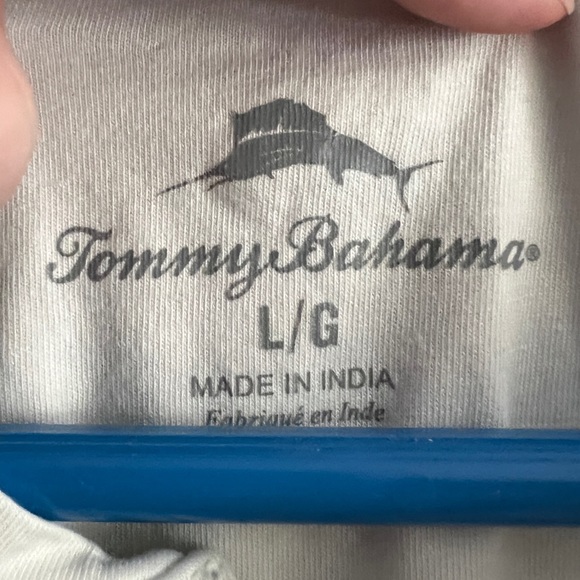 Tommy Bahama®
L/G
MADE IN INDIA
Fabriqué en Inde